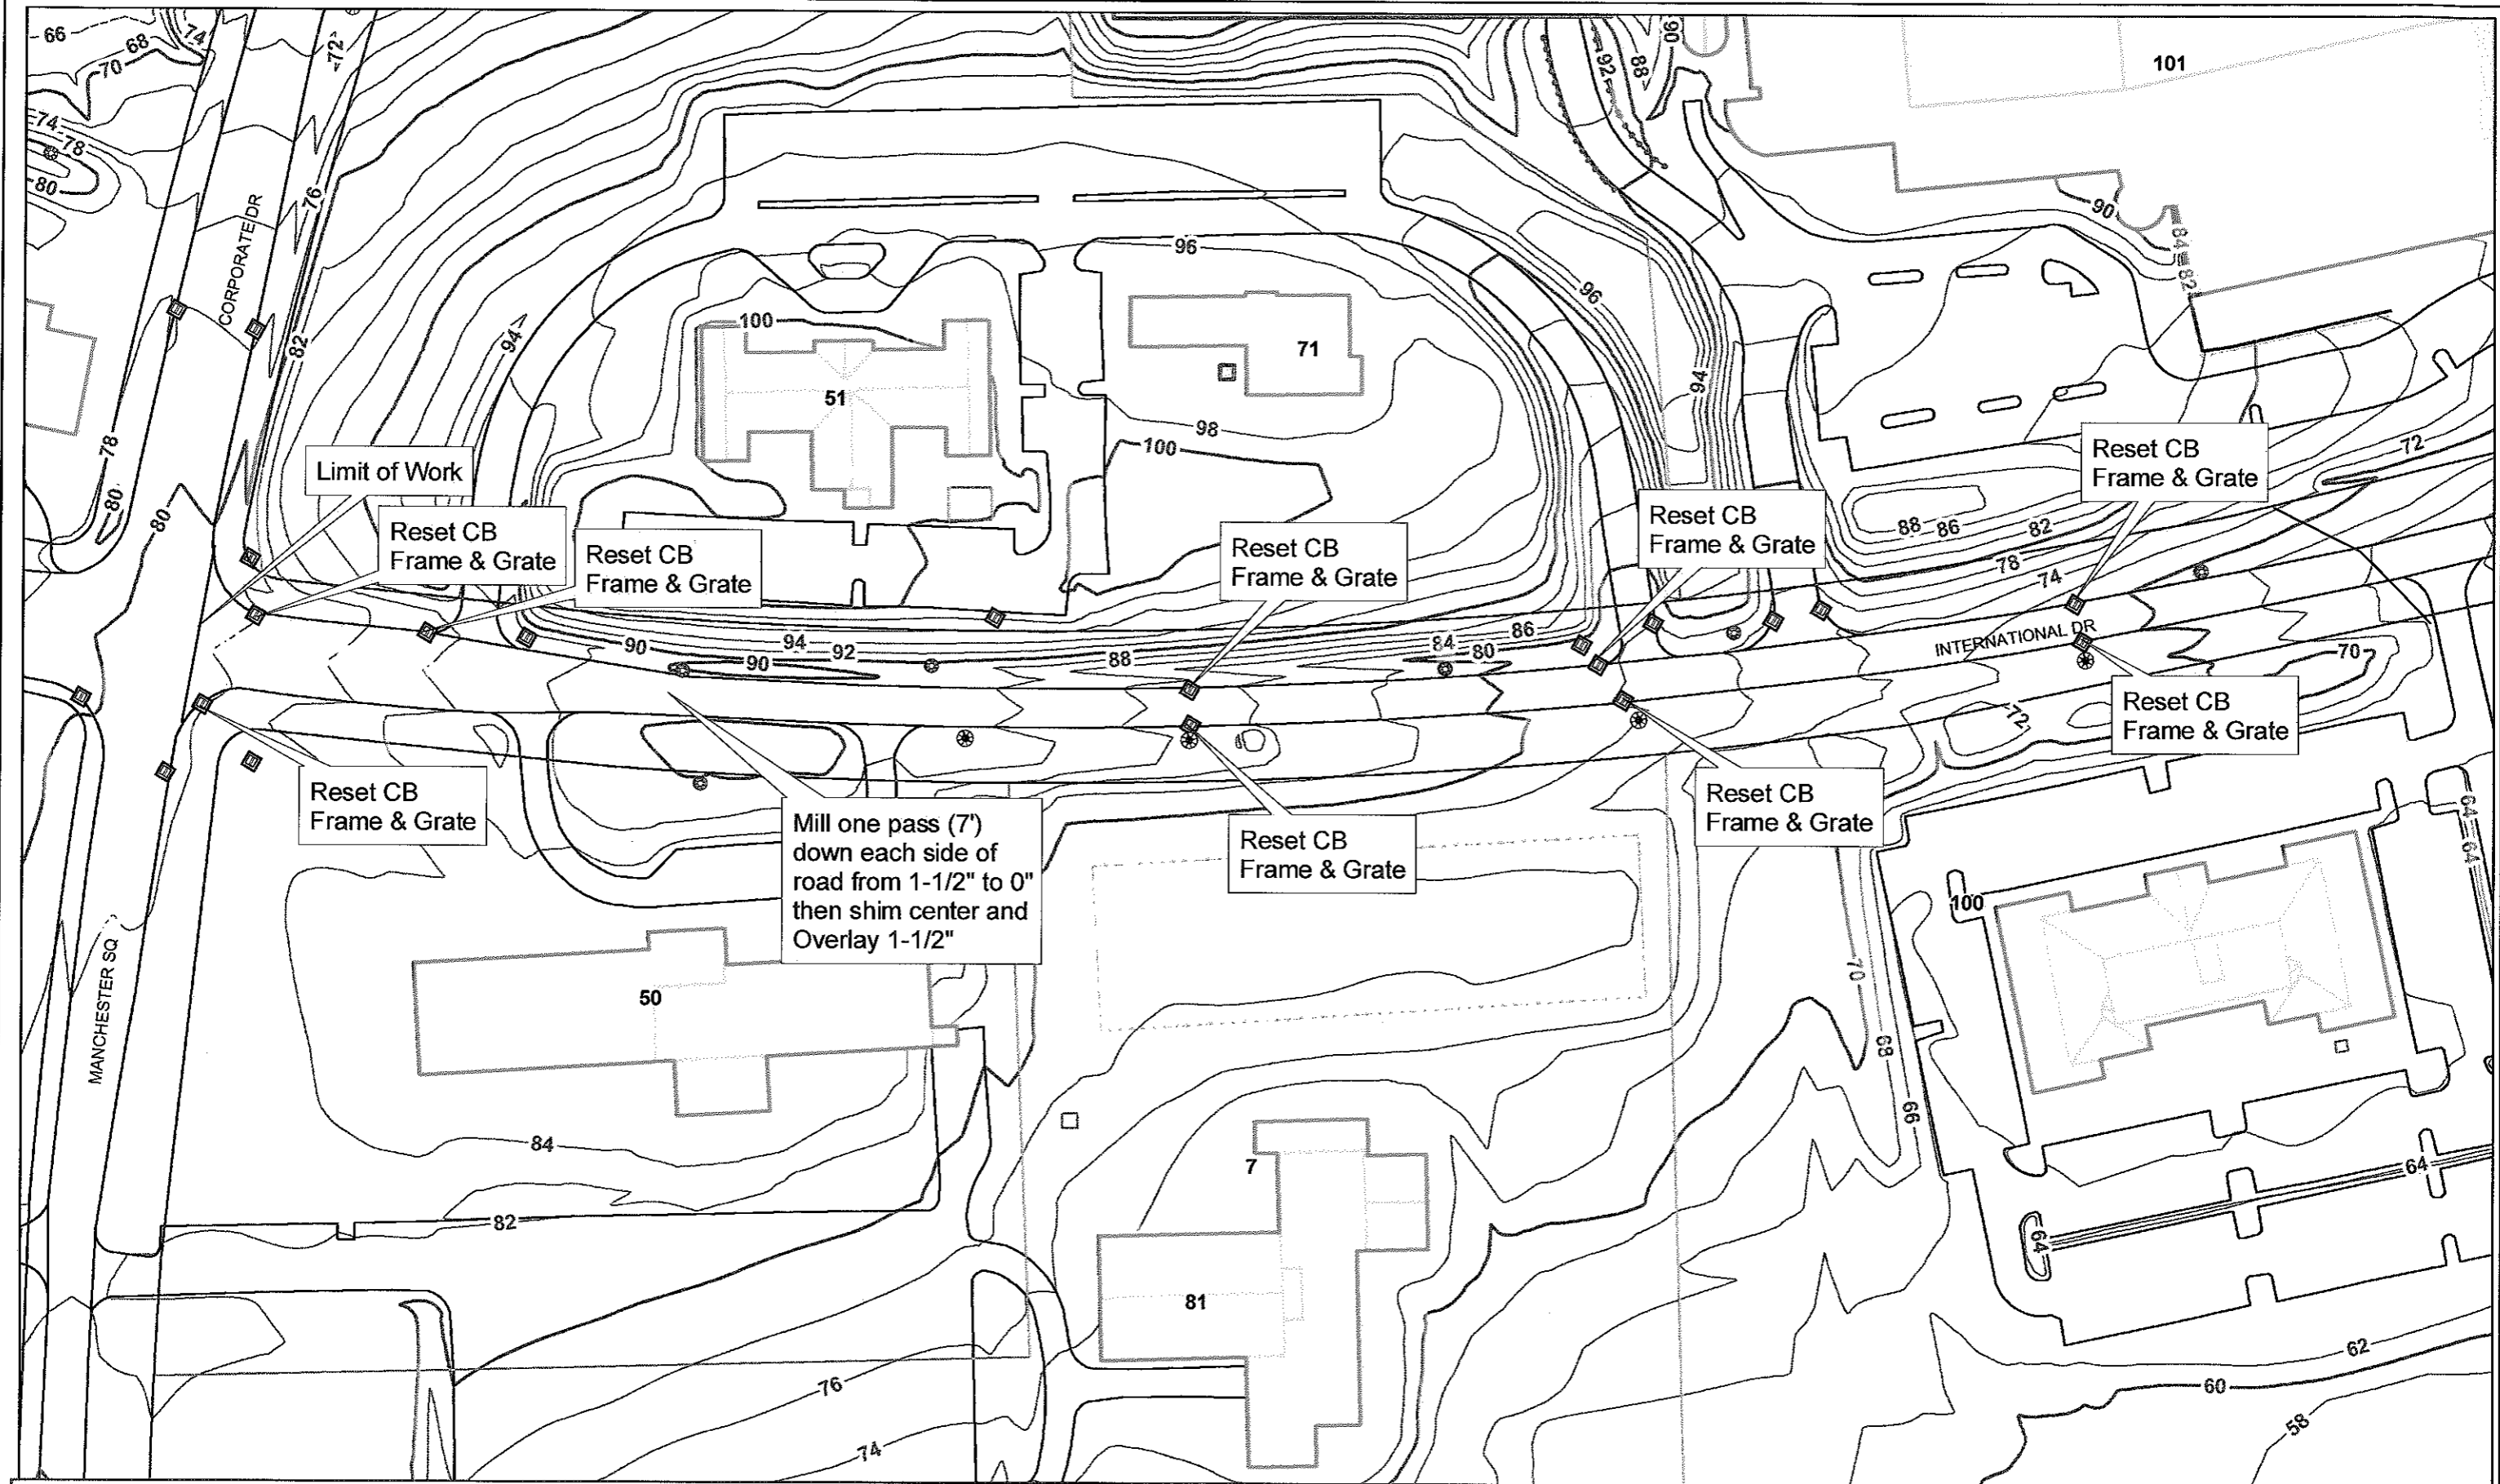 66
68
70
74
72
74
78
80
76
CORPORATE DR
82
94
78
80
80
100
51
96
71
98
100
92
88
90
101
90
84
82
96
94
72
88
86
82
78
74
Limit of Work
Reset CB
Frame & Grate
Reset CB
Frame & Grate
Reset CB
Frame & Grate
Reset CB
Frame & Grate
Reset CB
Frame & Grate
90
94
92
90
88
84
86
80
INTERNATIONAL DR
70
72
Reset CB
Frame & Grate
Reset CB
Frame & Grate
Reset CB
Frame & Grate
Reset CB
Frame & Grate
Mill one pass (7')
down each side of
road from 1-1/2" to 0"
then shim center and
Overlay 1-1/2"
MANCHESTER SQ
50
84
82
7
81
76
74
70
68
66
100
64
64
64
64
62
60
58